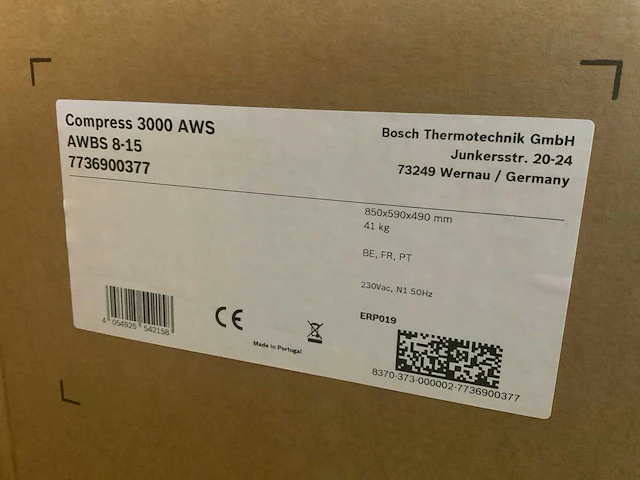 Compress 3000 AWS
AWBS 8-15
7736900377
Bosch Thermotechnik GmbH
Junkersstr. 20-24
73249 Wernau / Germany
850x590x490 mm
41 kg
BE, FR, PT
230Vac, N1 50Hz
ERP019
4 054925 542158
CE
Made in Portugal
8370-373-000002-7736900377